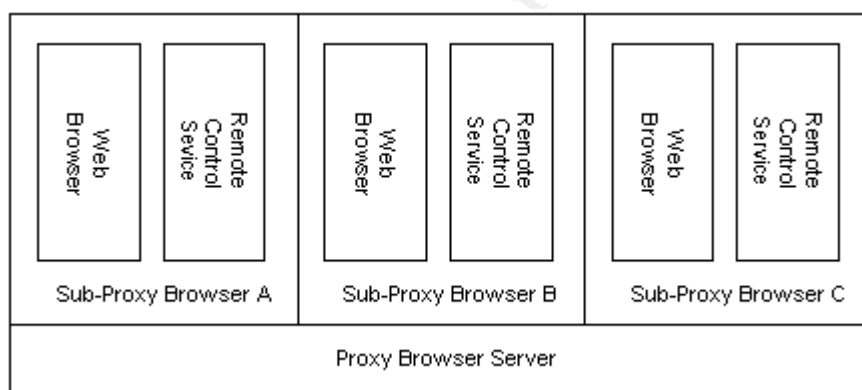 Web
Browser
Remote
Control
Sevice
Web
Browser
Remote
Control
Service
Web
Browser
Remote
Control
Service
Sub-Proxy Browser A
Sub-Proxy Browser B
Sub-Proxy Browser C
Proxy Browser Server